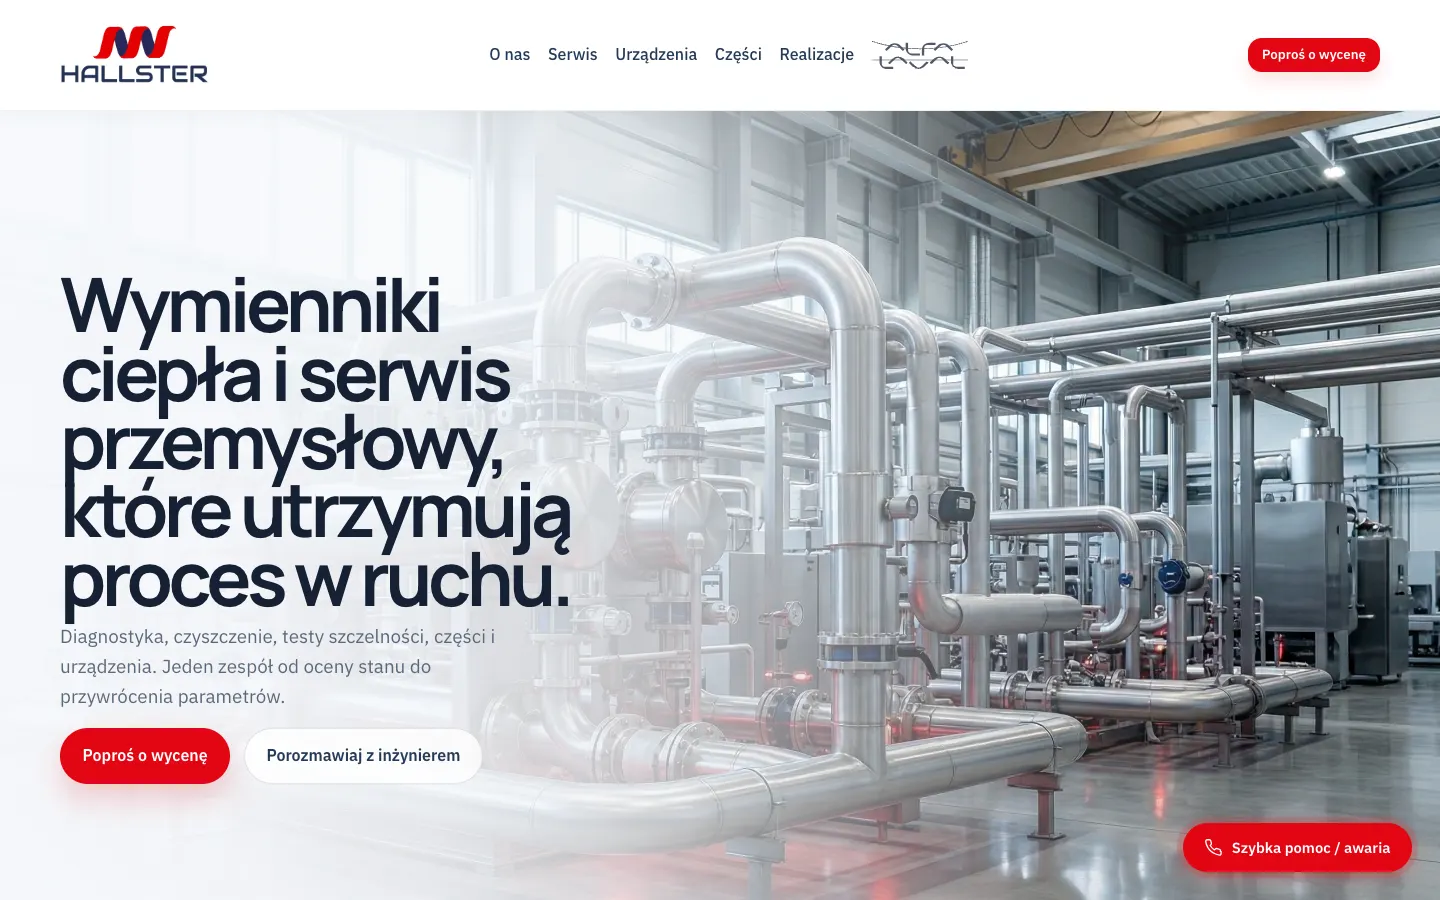 HALLSTER
O nas
Serwis
Urządzenia
Części
Realizacje
ALFA
LAVAL
Poproś o wycenę
Wymienniki
ciepła i serwis
przemysłowy,
które utrzymują
proces w ruchu.
Diagnostyka, czyszczenie, testy szczelności, części i
urządzenia. Jeden zespół od oceny stanu do
przywrócenia parametrów.
Poproś o wycenę
Porozmawiaj z inżynierem
Szybka pomoc / awaria